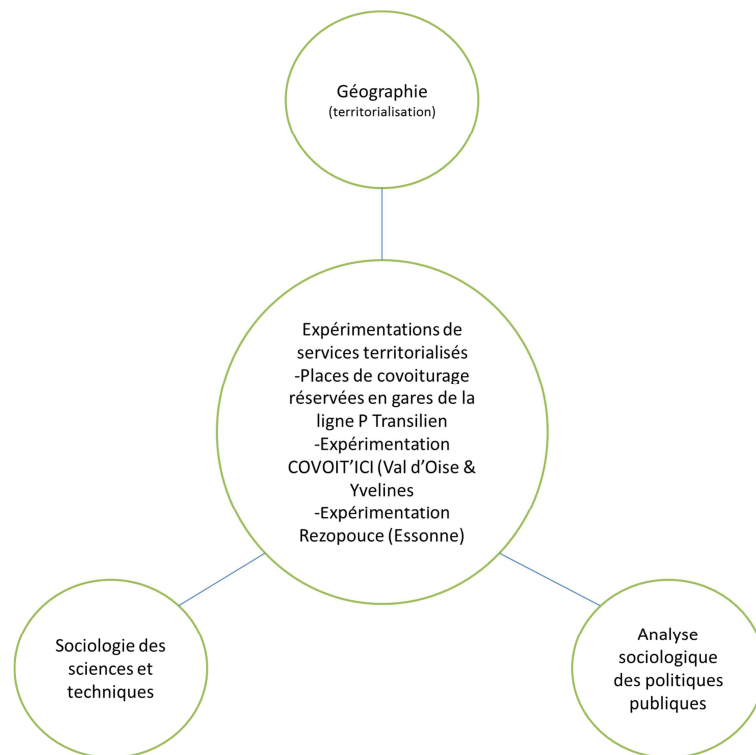 Géographie
(territorialisation)
Expérimentations de
services territorialisés
-Places de covoiturage
réservées en gares de la
ligne P Transilien
-Expérimentation
COVOIT'ICI (Val d'Oise &
Yvelines
-Expérimentation
Rezopouce (Essonne)
Sociologie des
sciences et
techniques
Analyse
sociologique
des politiques
publiques